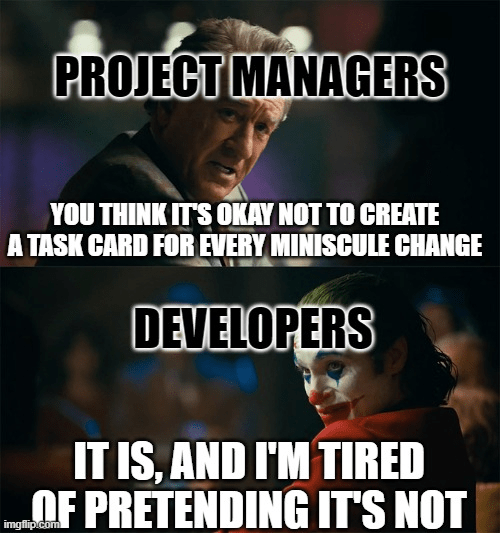 PROJECT MANAGERS
YOU THINK IT'S OKAY NOT TO CREATE
A TASK CARD FOR EVERY MINISCULE CHANGE
DEVELOPERS
IT IS, AND I'M TIRED
OF PRETENDING IT'S NOT
imgflip.com